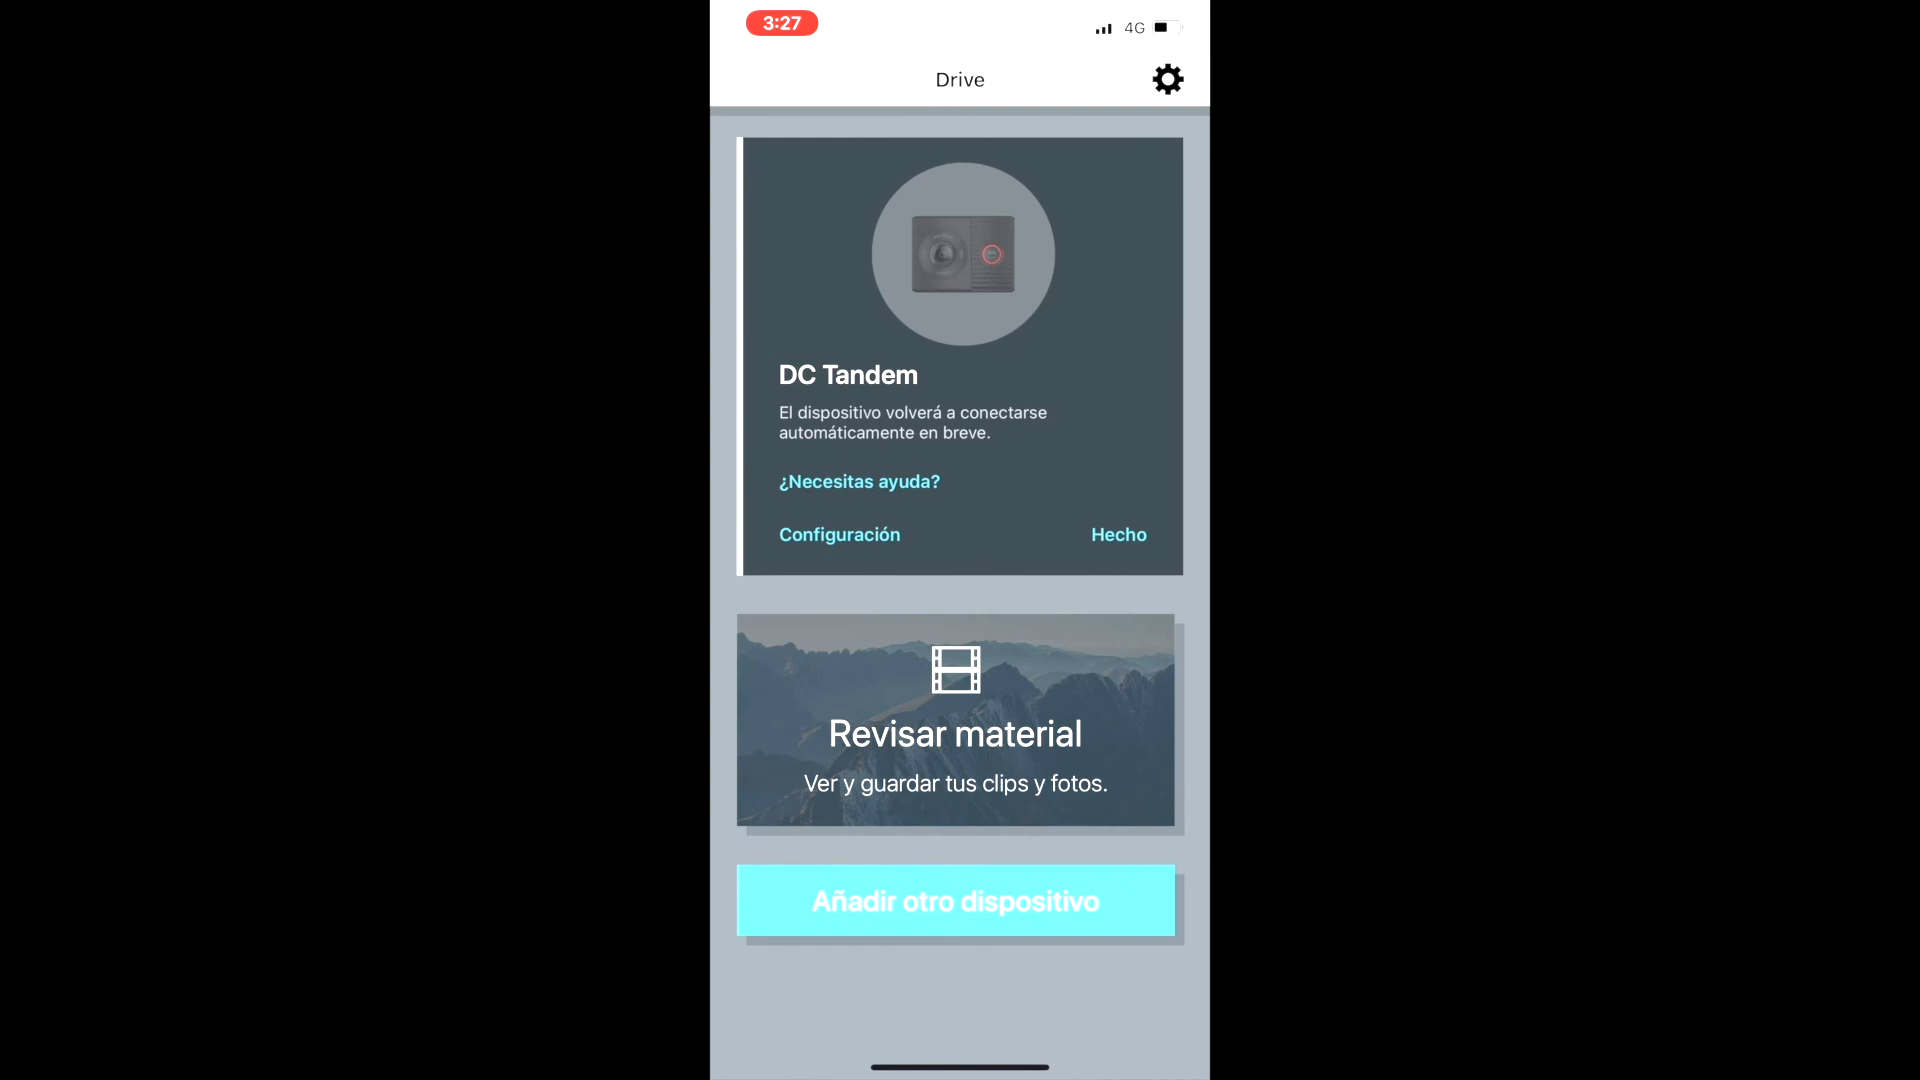 3:27
4G
Drive
DC Tandem
El dispositivo volverá a conectarse
automáticamente en breve.
¿Necesitas ayuda?
Configuración
Hecho
Revisar material
Ver y guardar tus clips y fotos.
Añadir otro dispositivo